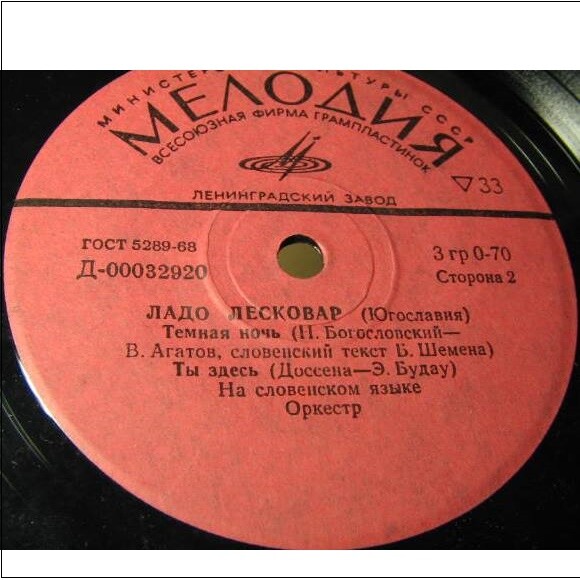 МИНИСТЕРСТВО КУЛЬТУРЫ СССР
МЕЛОДИЯ
ВСЕСОЮЗНАЯ ФИРМА ГРАМПЛАСТИНОК
ЛЕНИНГРАДСКИЙ ЗАВОД
▽33
ГОСТ 5289-68
Д-00032920
3 гр 0-70
Сторона 2
ЛАДО ЛЕСКОВАР (Югославия)
Темная ночь (Н. Богословский—
В. Агатов, словенский текст Б. Шемена)
Ты здесь (Доссена—Э. Будау)
На словенском языке
Оркестр